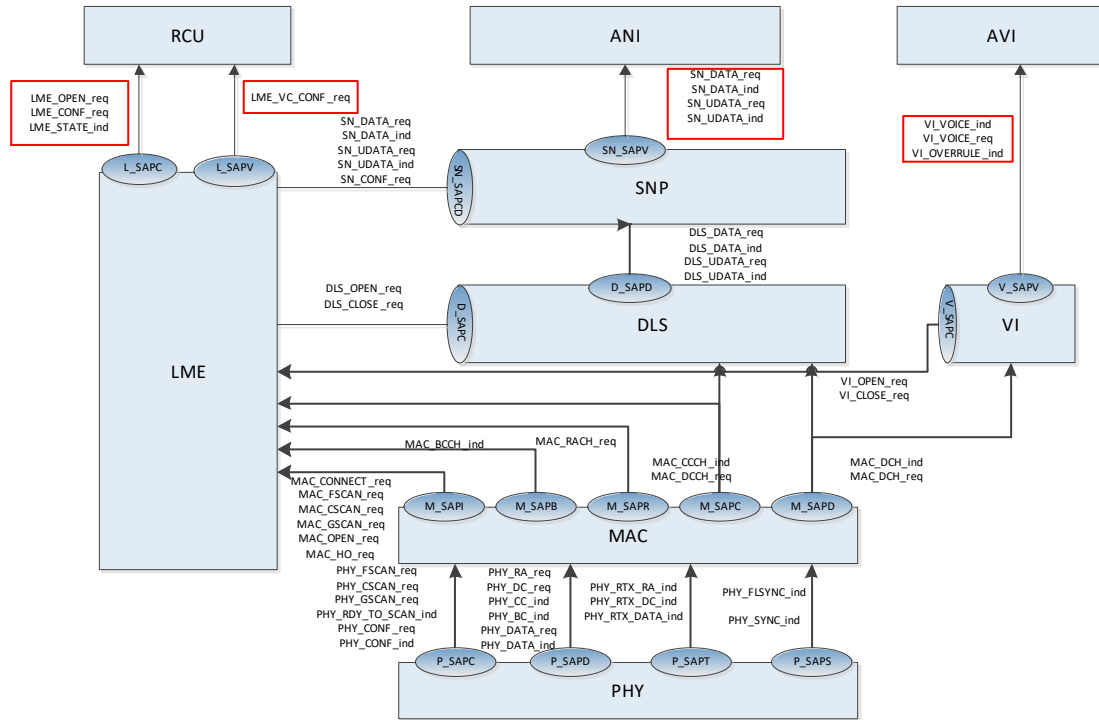 RCU
ANI
AVI
LME_OPEN_req
LME_CONF_req
LME_STATE_ind
LME_VC_CONF_req
SN_DATA_req
SN_DATA_ind
SN_UDATA_req
SN_UDATA_ind
VI_VOICE_ind
VI_VOICE_req
VI_OVERRULE_ind
SN_DATA_req
SN_DATA_ind
SN_UDATA_req
SN_UDATA_ind
SN_CONF_req
L_SAPC
L_SAPV
SN_SAPV
SN_SAPCD
SNP
DLS_DATA_req
DLS_DATA_ind
DLS_UDATA_req
DLS_UDATA_ind
DLS_OPEN_req
DLS_CLOSE_req
D_SAPD
D_SAPC
DLS
V_SAPV
V_SAPC
VI
LME
VI_OPEN_req
VI_CLOSE_req
MAC_BCCH_ind
MAC_RACH_req
MAC_CCCH_ind
MAC_DCCH_req
MAC_DCH_ind
MAC_DCH_req
MAC_CONNECT_req
MAC_FSCAN_req
MAC_CSCAN_req
MAC_GSCAN_req
MAC_OPEN_req
MAC_HO_req
M_SAPI
M_SAPB
M_SAPR
M_SAPC
M_SAPD
MAC
PHY_FSCAN_req
PHY_CSCAN_req
PHY_GSCAN_req
PHY_RDY_TO_SCAN_ind
PHY_CONF_req
PHY_CONF_ind
PHY_RA_req
PHY_DC_req
PHY_CC_ind
PHY_BC_ind
PHY_DATA_req
PHY_DATA_ind
PHY_RTX_RA_ind
PHY_RTX_DC_ind
PHY_RTX_DATA_ind
PHY_FLSYNC_ind
PHY_SYNC_ind
P_SAPC
P_SAPD
P_SAPT
P_SAPS
PHY